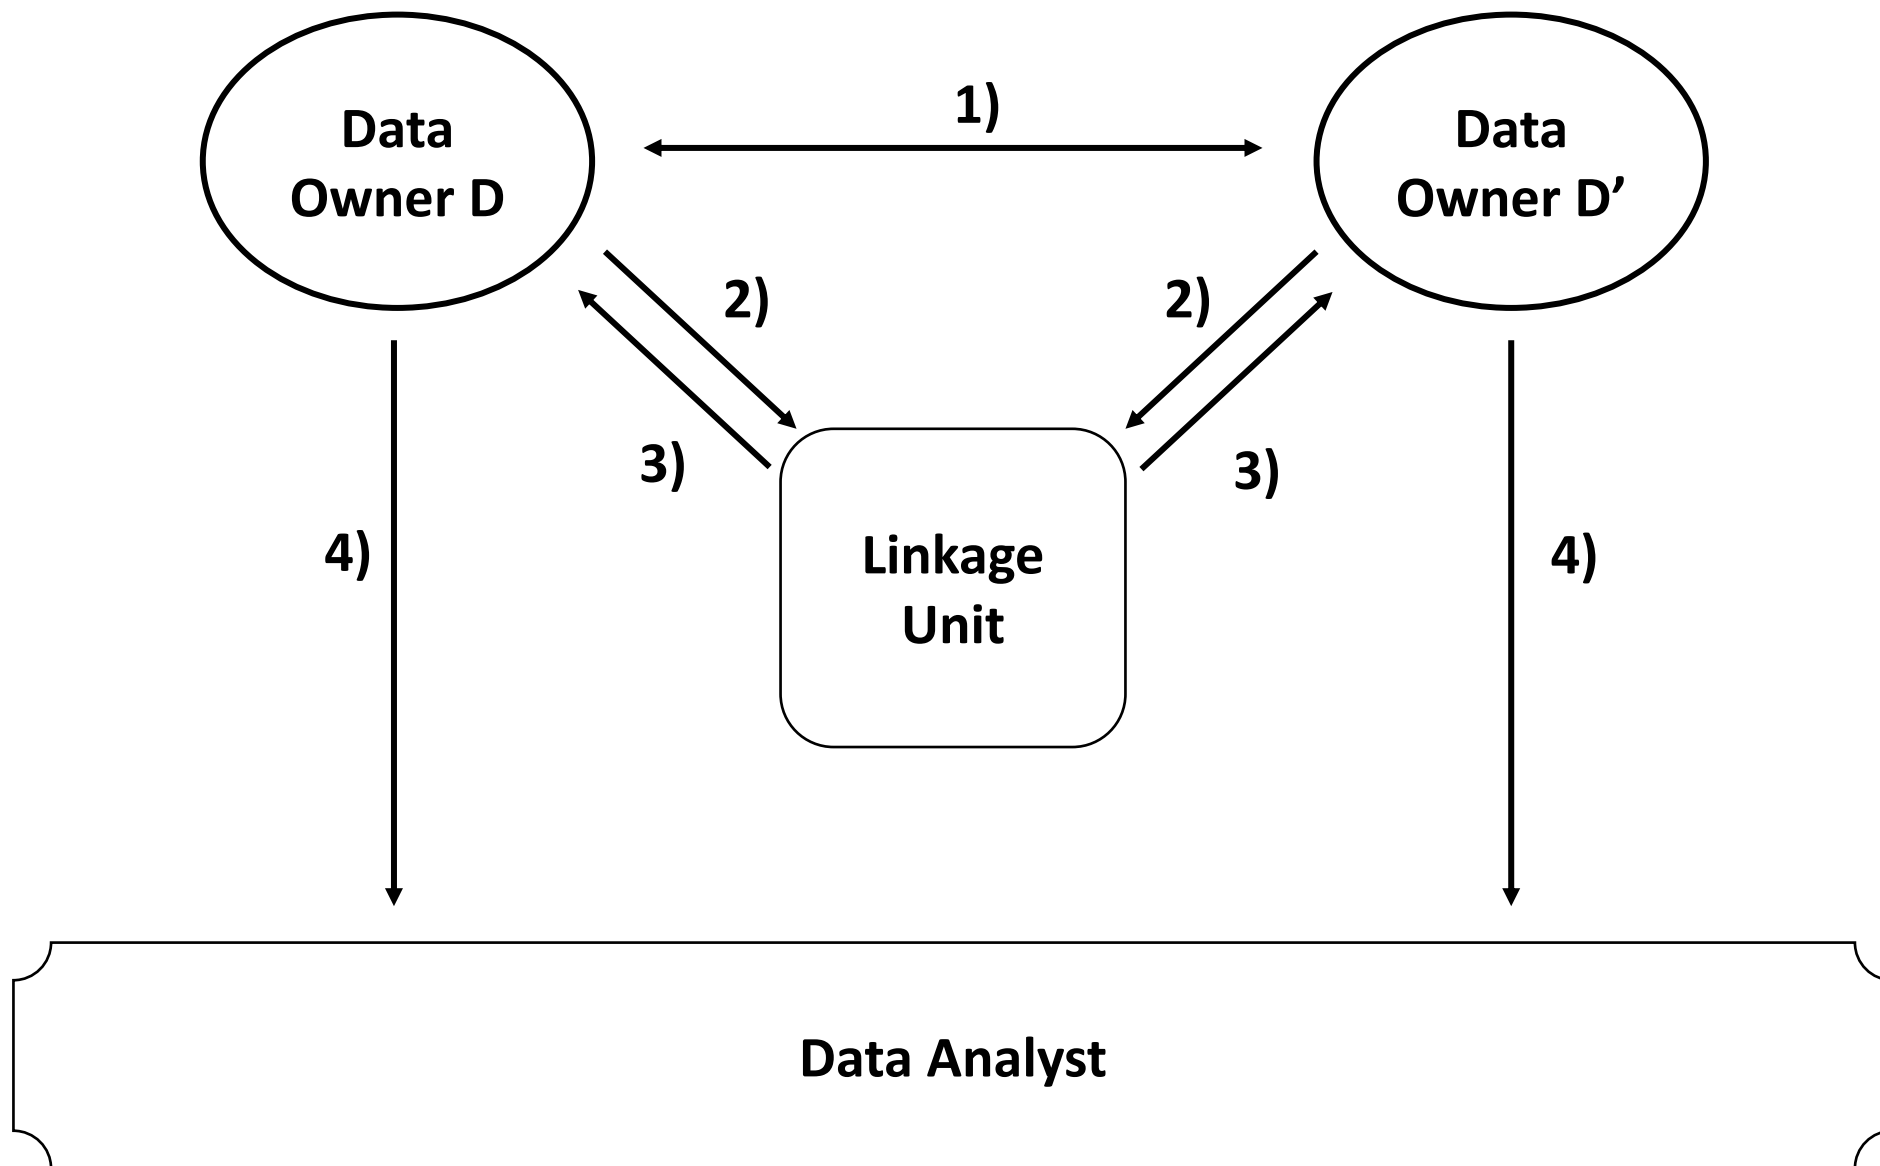 Data
Owner D
1)
Data
Owner D’
2)
2)
3)
3)
4)
4)
Linkage
Unit
Data Analyst